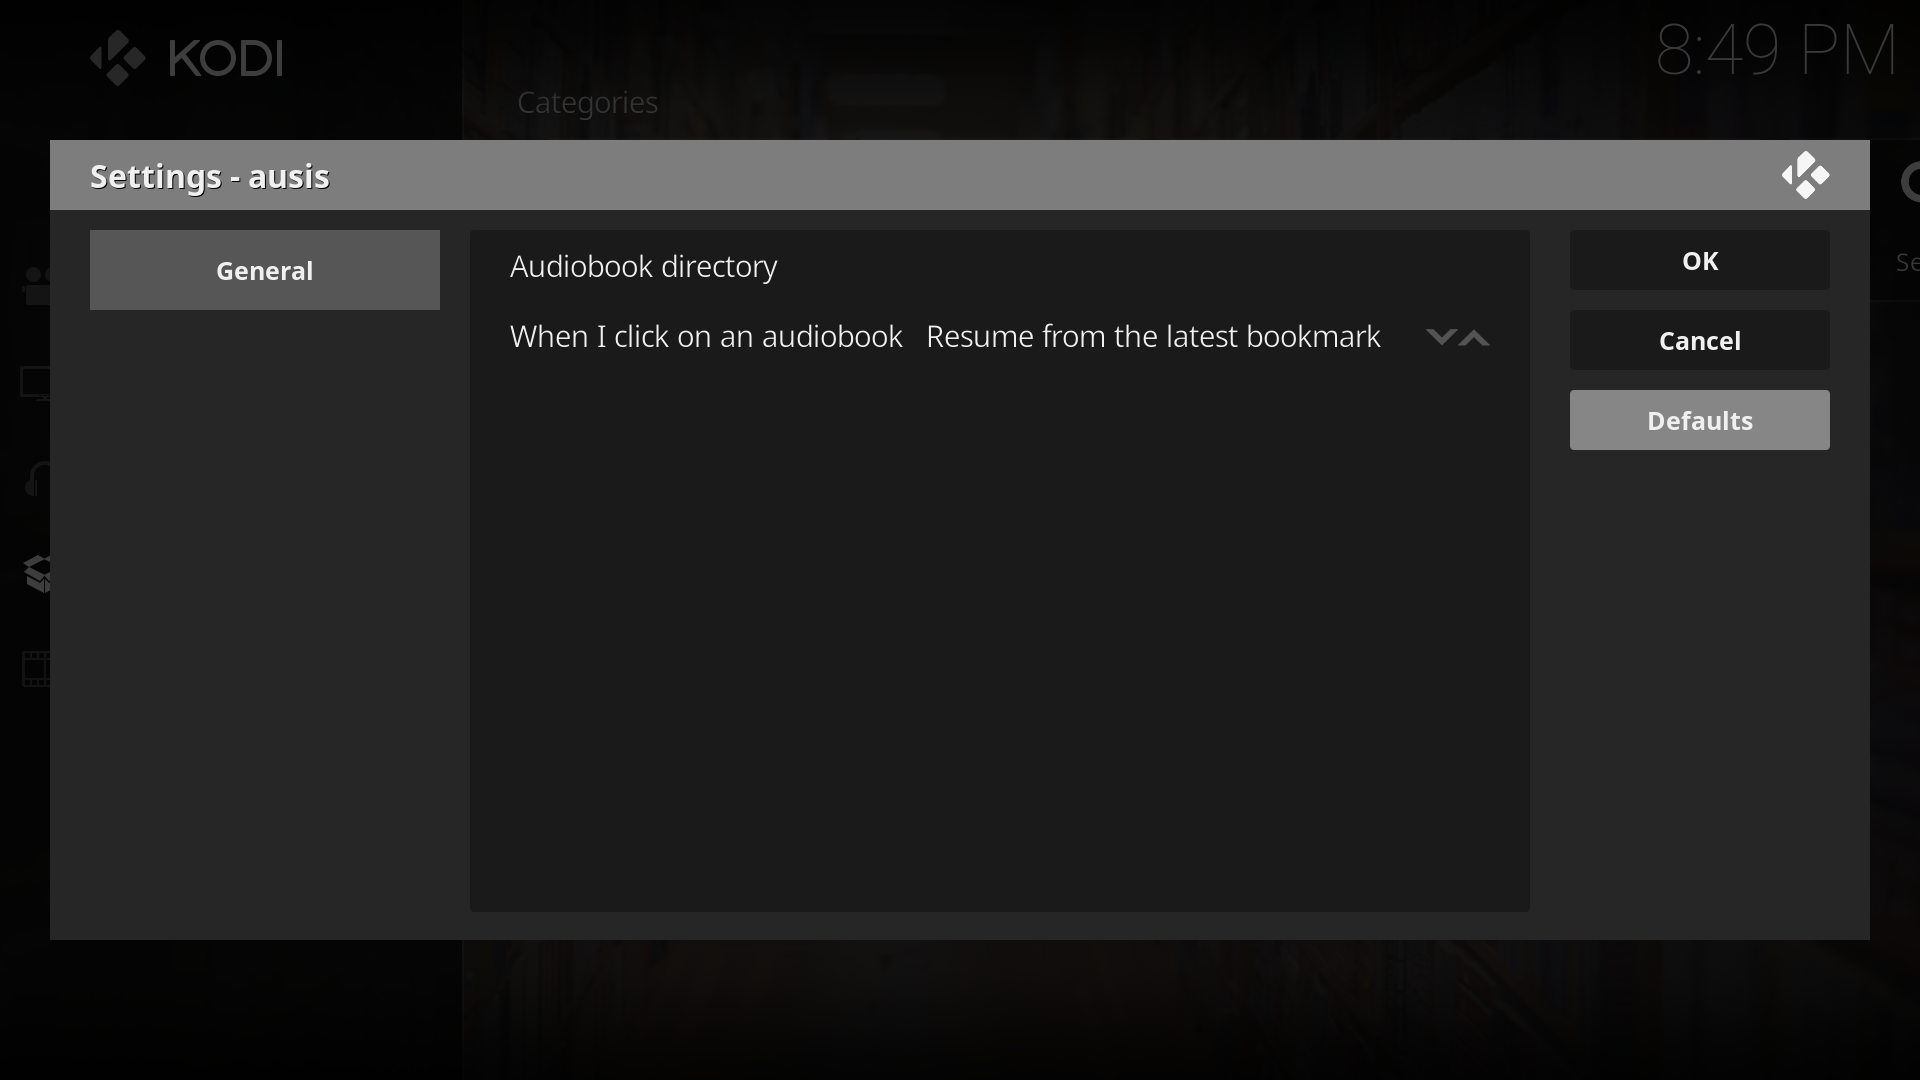 KODI
8:49 PM
Categories
Settings - ausis
General
Audiobook directory
When I click on an audiobook Resume from the latest bookmark
OK
Cancel
Defaults
Se